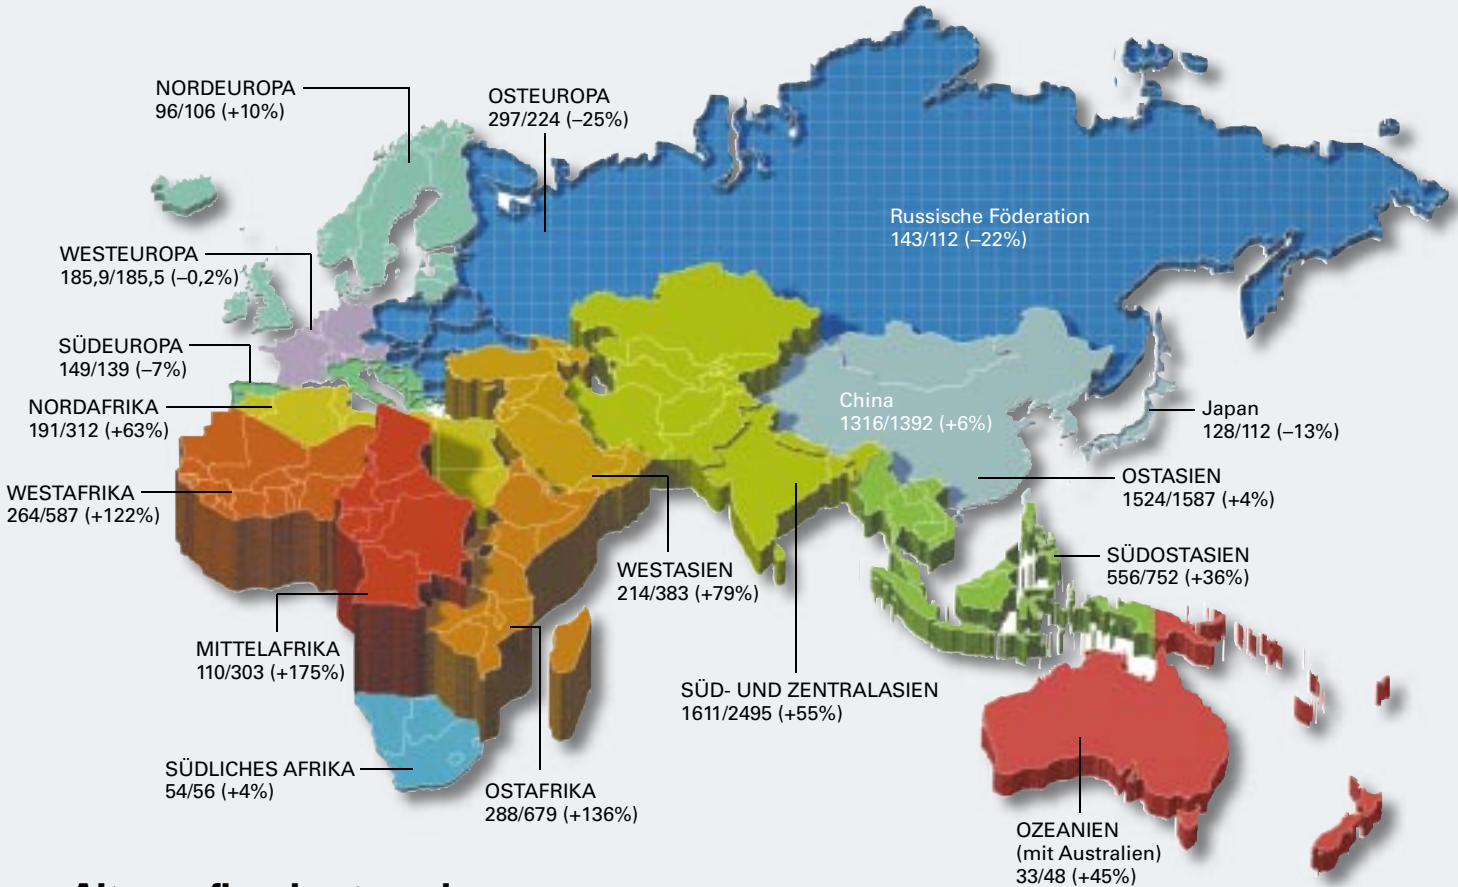 NORDEUROPA
96/106 (+10%)
OSTEUROPA
297/224 (–25%)
Russische Föderation
143/112 (–22%)
WESTEUROPA
185,9/185,5 (–0,2%)
SÜDEUROPA
149/139 (–7%)
NORDAFRIKA
191/312 (+63%)
China
1316/1392 (+6%)
Japan
128/112 (–13%)
WESTAFRIKA
264/587 (+122%)
OSTASIEN
1524/1587 (+4%)
WESTASIEN
214/383 (+79%)
SÜDOSTASIEN
556/752 (+36%)
MITTELAFRIKA
110/303 (+175%)
SÜD- UND ZENTRALASIEN
1611/2495 (+55%)
SÜDLICHES AFRIKA
54/56 (+4%)
OSTAFRIKA
288/679 (+136%)
OZEANIEN
(mit Australien)
33/48 (+45%)